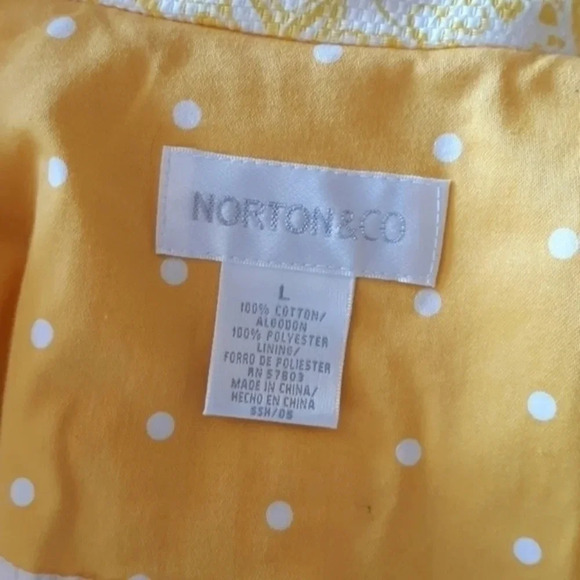 NORTON&CO
L
100% COTTON/
ALGODON
100% POLYESTER
LINING/
FORRO DE POLIESTER
RN 57803
MADE IN CHINA/
HECHO EN CHINA
SSH/05